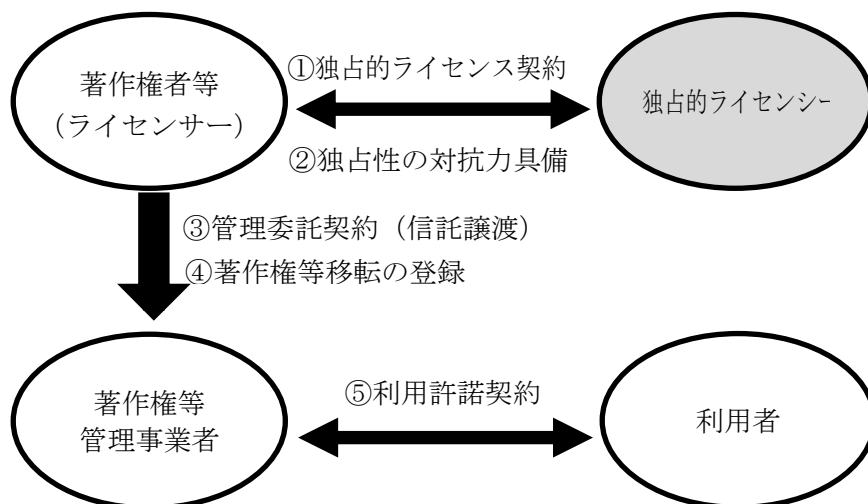 著作権者等
（ライセンサー）
①独占的ライセンス契約
②独占性の対抗力具備
独占的ライセンシー
③管理委託契約（信託譲渡）
④著作権等移転の登録
著作権等
管理事業者
⑤利用許諾契約
利用者